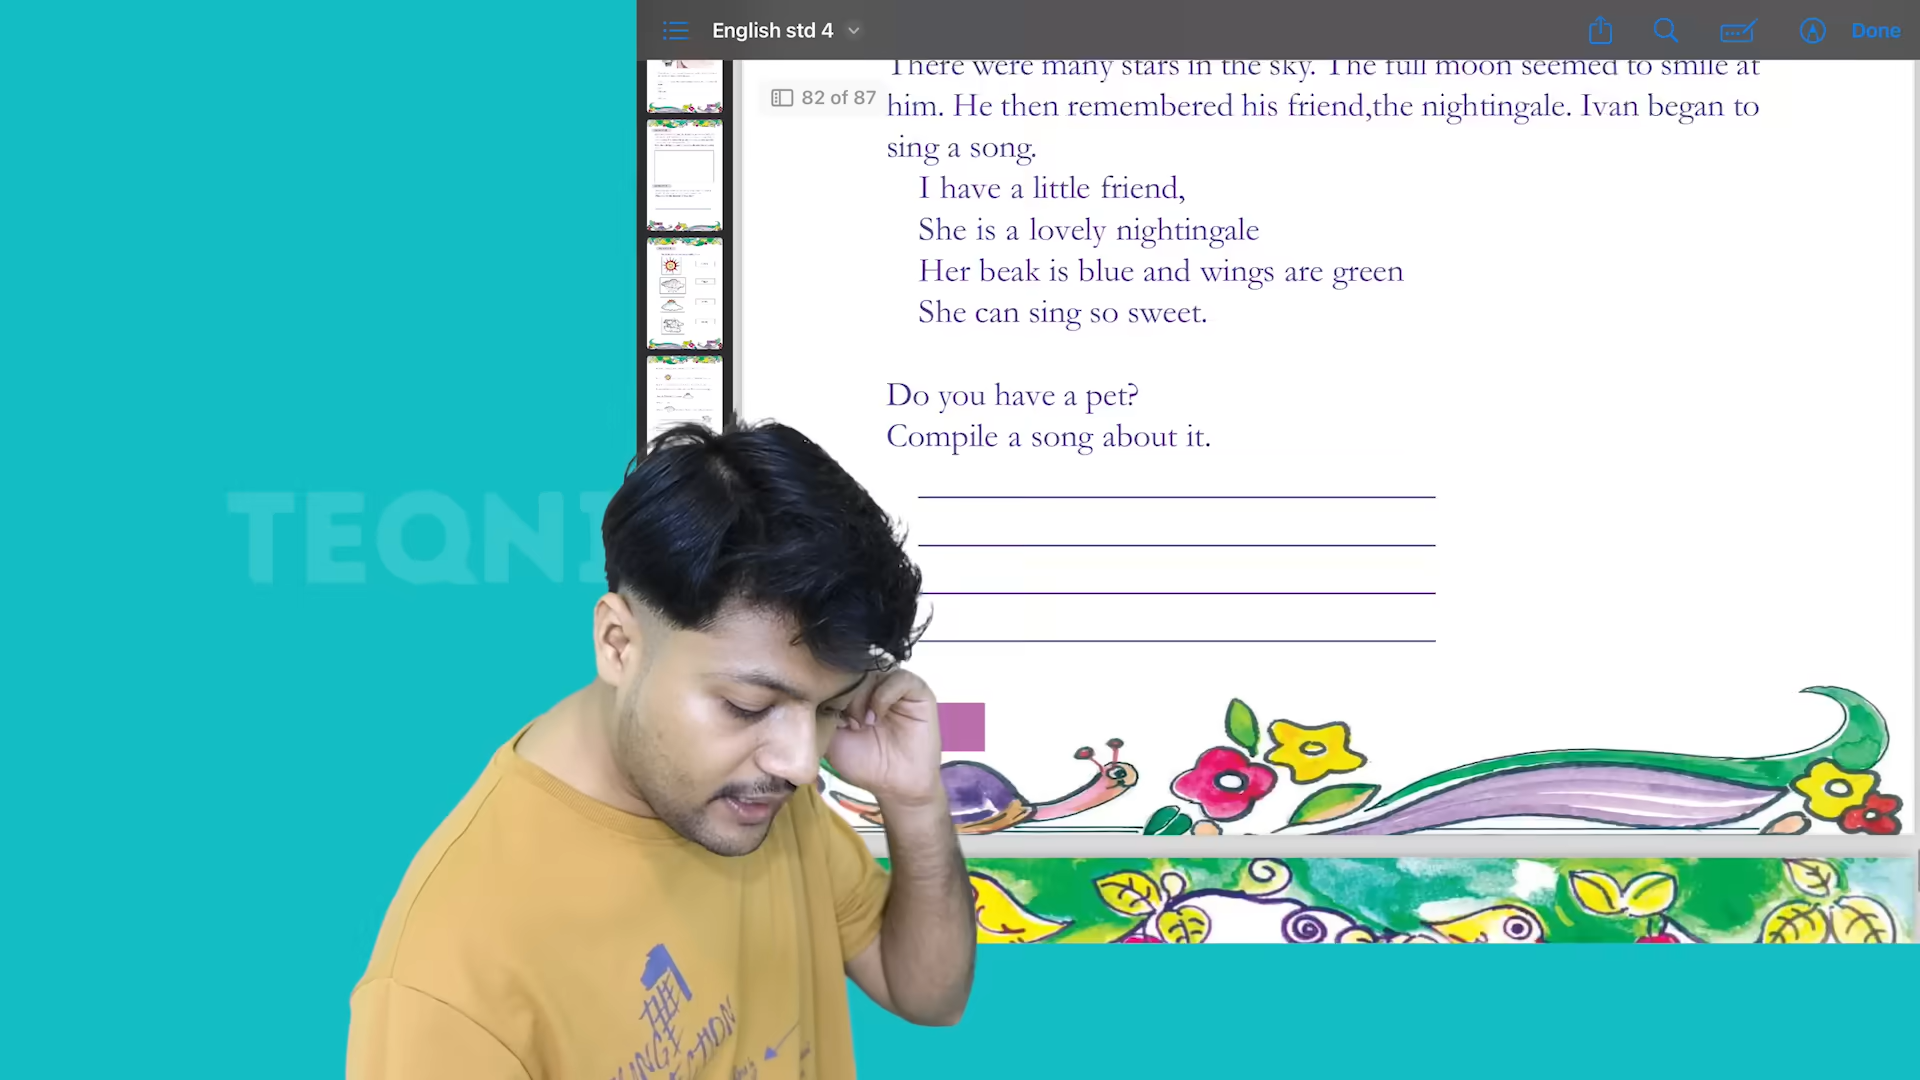 English std 4
Done
82 of 87
There were many stars in the sky. The full moon seemed to smile at
him. He then remembered his friend,the nightingale. Ivan began to
sing a song.
I have a little friend,
She is a lovely nightingale
Her beak is blue and wings are green
She can sing so sweet.
Do you have a pet?
Compile a song about it.
TEQNI
THE